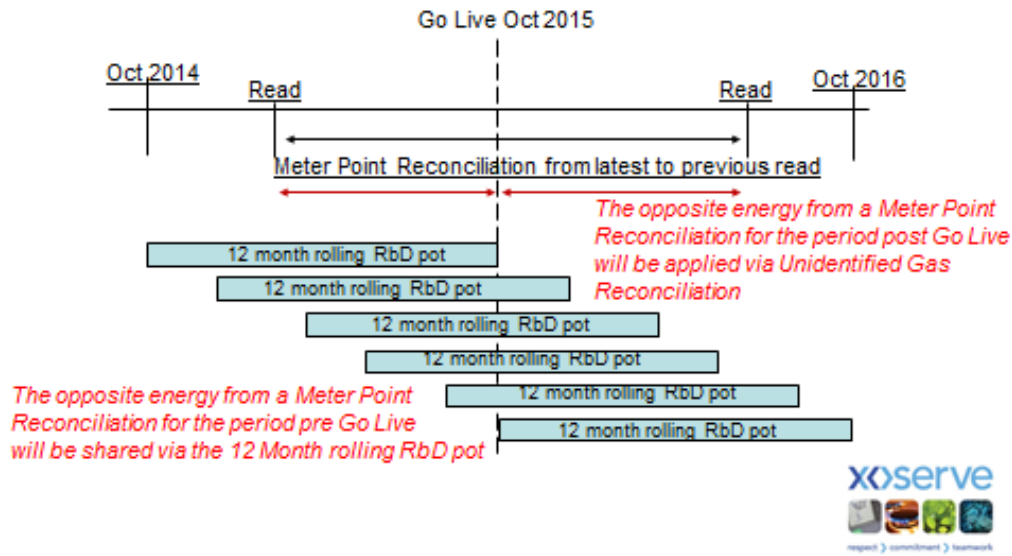 Go Live Oct 2015
Oct 2014
Read
Read
Oct 2016
Meter Point Reconciliation from latest to previous read
The opposite energy from a Meter Point
Reconciliation for the period post Go Live
will be applied via Unidentified Gas
Reconciliation
12 month rolling RbD pot
12 month rolling RbD pot
12 month rolling RbD pot
12 month rolling RbD pot
12 month rolling RbD pot
12 month rolling RbD pot
The opposite energy from a Meter Point
Reconciliation for the period pre Go Live
will be shared via the 12 Month rolling RbD pot
xoserve
respect > commitment > teamwork